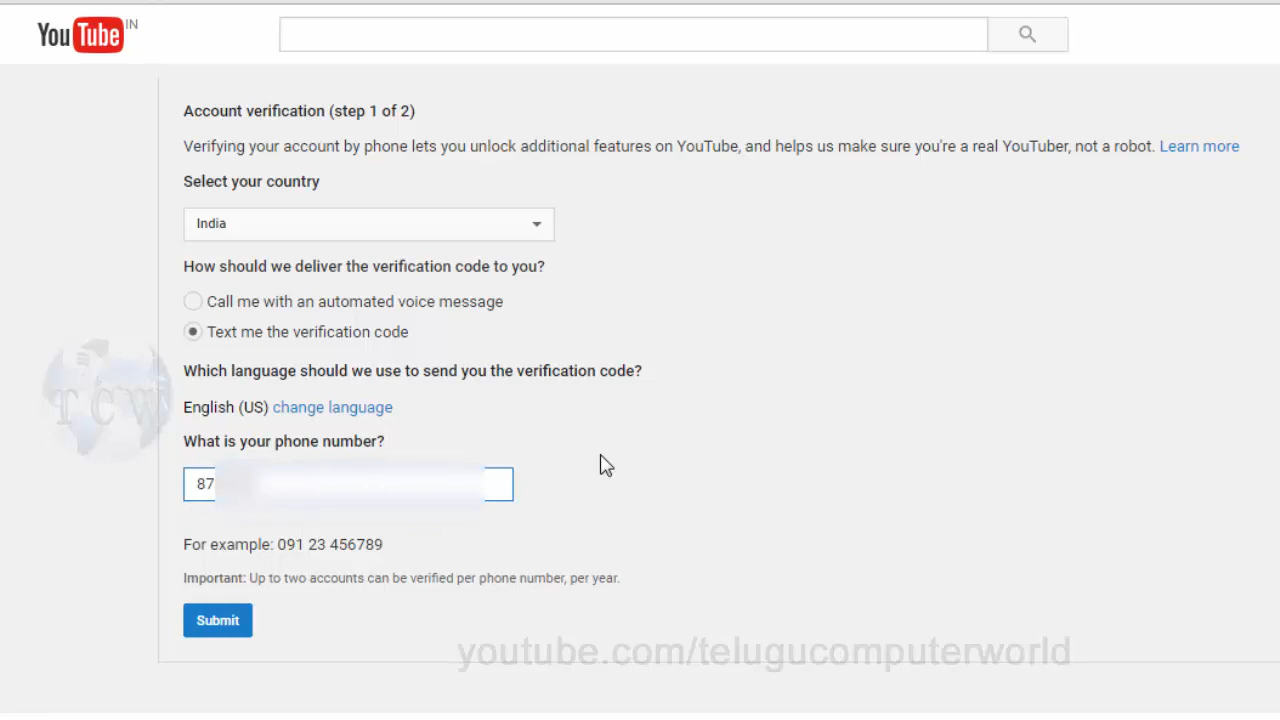 YouTube IN
Account verification (step 1 of 2)
Verifying your account by phone lets you unlock additional features on YouTube, and helps us make sure you're a real YouTuber, not a robot. Learn more
Select your country
India
How should we deliver the verification code to you?
Call me with an automated voice message
Text me the verification code
Which language should we use to send you the verification code?
English (US) change language
TCW
What is your phone number?
87
For example: 091 23 456789
Important: Up to two accounts can be verified per phone number, per year.
Submit
youtube.com/telugucomputerworld